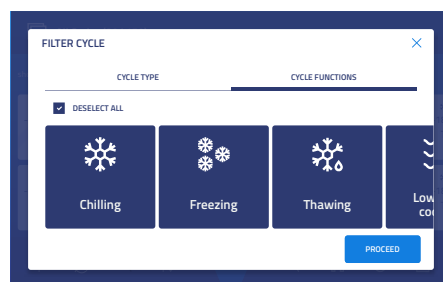 FILTER CYCLE
CYCLE TYPE CYCLE FUNCTIONS
DESELECT ALL
Chilling Freezing Thawing
PROCEED